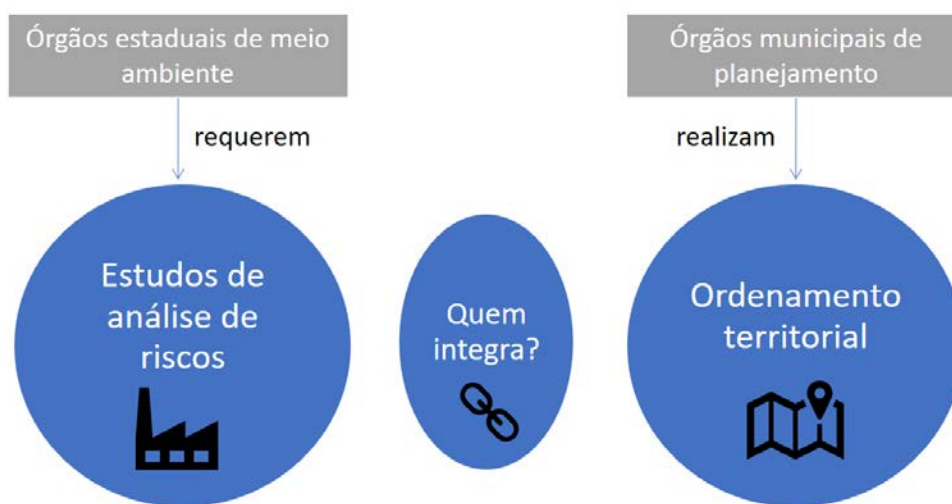 Órgãos estaduais de meio
ambiente
Órgãos municipais de
planejamento
requerem
realizam
Estudos de
análise de
riscos
Quem
integra?
Ordenamento
territorial